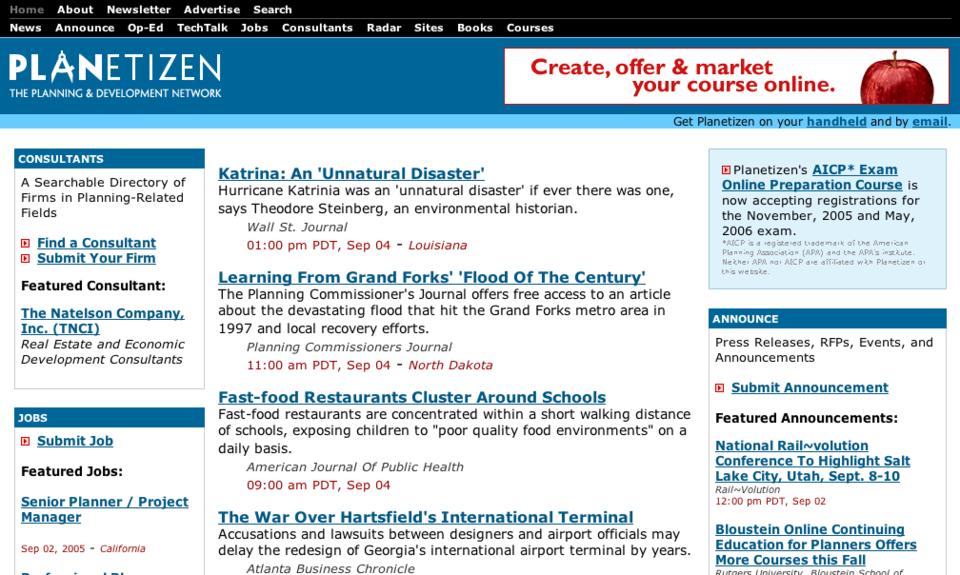 Home About Newsletter Advertise Search
News Announce Op-Ed TechTalk Jobs Consultants Radar Sites Books Courses
PLANETIZEN
THE PLANNING & DEVELOPMENT NETWORK
Create, offer & market
your course online.
Get Planetizen on your handheld and by email.
CONSULTANTS
A Searchable Directory of
Firms in Planning-Related
Fields
Find a Consultant
Submit Your Firm
Featured Consultant:
The Natelson Company,
Inc. (TNCI)
Real Estate and Economic
Development Consultants
JOBS
Submit Job
Featured Jobs:
Senior Planner / Project
Manager
Sep 02, 2005 - California
Katrina: An 'Unnatural Disaster'
Hurricane Katrinia was an 'unnatural disaster' if ever there was one,
says Theodore Steinberg, an environmental historian.
Wall St. Journal
01:00 pm PDT, Sep 04 - Louisiana
Learning From Grand Forks' 'Flood Of The Century'
The Planning Commissioner's Journal offers free access to an article
about the devastating flood that hit the Grand Forks metro area in
1997 and local recovery efforts.
Planning Commissioners Journal
11:00 am PDT, Sep 04 - North Dakota
Fast-food Restaurants Cluster Around Schools
Fast-food restaurants are concentrated within a short walking distance
of schools, exposing children to "poor quality food environments" on a
daily basis.
American Journal Of Public Health
09:00 am PDT, Sep 04
The War Over Hartsfield's International Terminal
Accusations and lawsuits between designers and airport officials may
delay the redesign of Georgia's international airport terminal by years.
Atlanta Business Chronicle
Planetizen's AICP* Exam
Online Preparation Course is
now accepting registrations for
the November, 2005 and May,
2006 exam.
*AICP is a registered trademark of the American
Planning Association (APA) and the APA's institute.
Neither APA nor AICP are affiliated with Planetizen or
this website.
ANNOUNCE
Press Releases, RFPs, Events, and
Announcements
Submit Announcement
Featured Announcements:
National Rail~volution
Conference To Highlight Salt
Lake City, Utah, Sept. 8-10
Rail~Volution
12:00 pm PDT, Sep 02
Bloustein Online Continuing
Education for Planners Offers
More Courses this Fall
Rutgers University, Bloustein School of